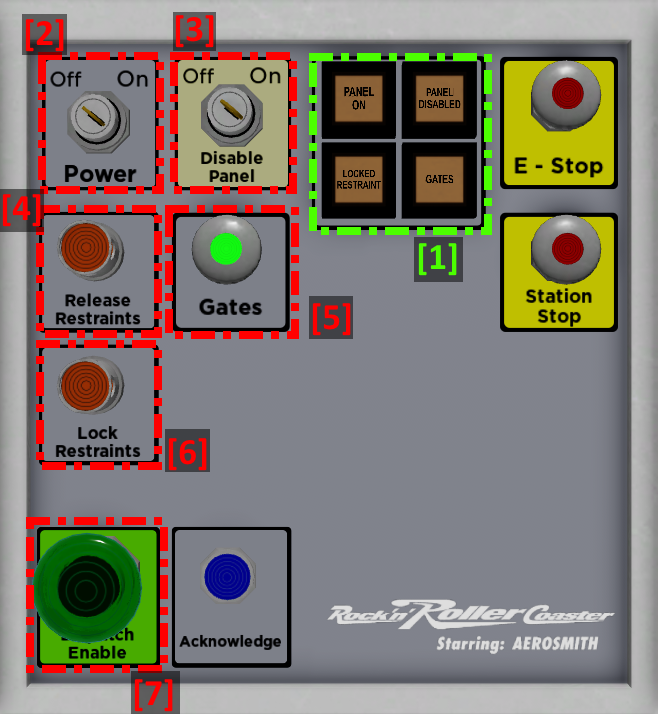 [2]
[3]
Off On
Power
Off On
Disable
Panel
PANEL
ON
PANEL
DISABLED
LOCKED
RESTRAINT
GATES
[1]
E - Stop
[4]
Release
Restraints
Gates
[5]
Station
Stop
Lock
Restraints
[6]
Enable
[7]
Acknowledge
Rock'n' Roller Coaster
Starring: AEROSMITH